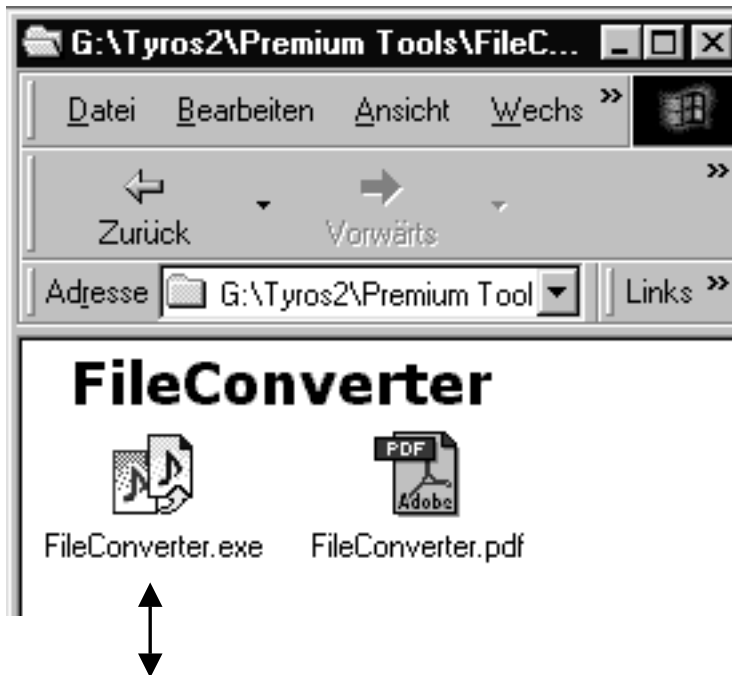 G:\Tyros2\Premium Tools\FileC...
Datei Bearbeiten Ansicht Wechs »
Zurück Vorwärts »
Adresse G:\Tyros2\Premium Tool Links »
FileConverter
PDF
Adobe
FileConverter.exe FileConverter.pdf